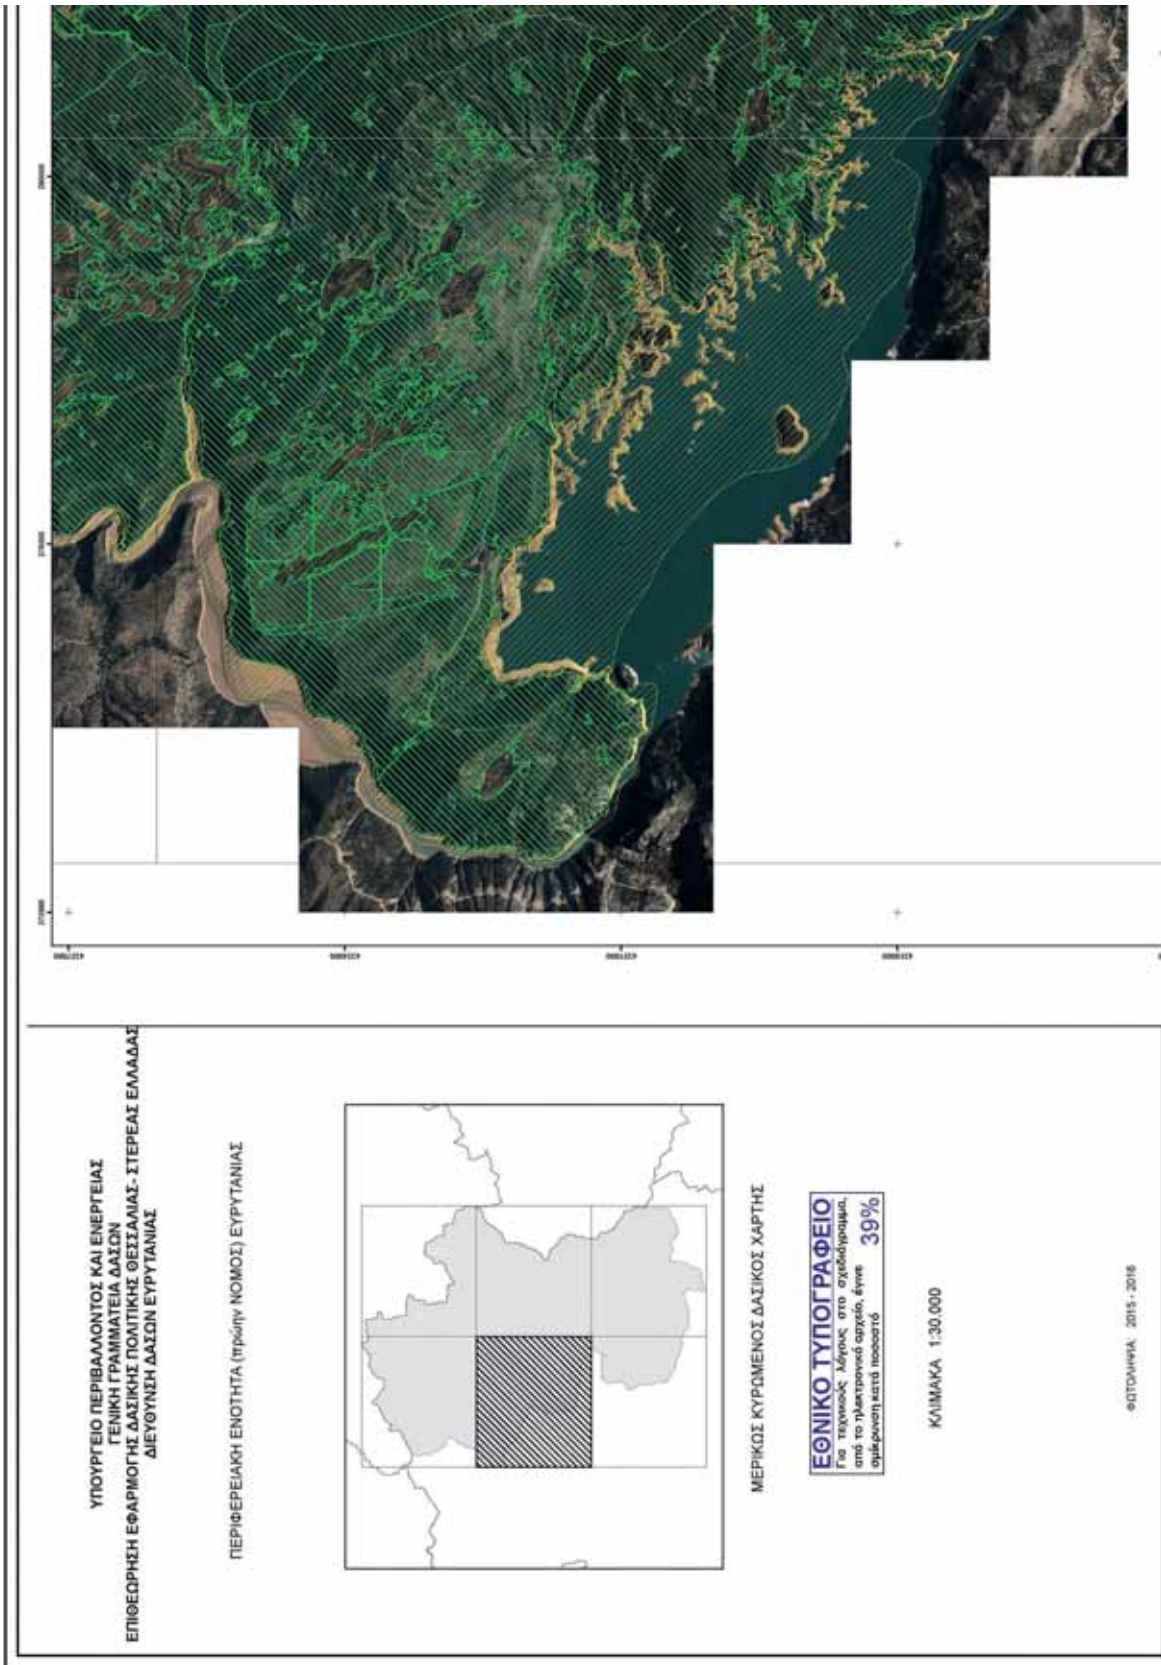 ΥΠΟΥΡΓΕΙΟ ΠΕΡΙΒΑΛΛΟΝΤΟΣ ΚΑΙ ΕΝΕΡΓΕΙΑΣ
ΓΕΝΙΚΗ ΓΡΑΜΜΑΤΕΙΑ ΔΑΣΩΝ
ΕΠΙΘΕΩΡΗΣΗ ΕΦΑΡΜΟΓΗΣ ΔΑΣΙΚΗΣ ΠΟΛΙΤΙΚΗΣ ΘΕΣΣΑΛΙΑΣ- ΣΤΕΡΕΑΣ ΕΛΛΑΔΑΣ
ΔΙΕΥΘΥΝΣΗ ΔΑΣΩΝ ΕΥΡΥΤΑΝΙΑΣ
ΠΕΡΙΦΕΡΕΙΑΚΗ ΕΝΟΤΗΤΑ (πρώην ΝΟΜΟΣ) ΕΥΡΥΤΑΝΙΑΣ
ΜΕΡΙΚΩΣ ΚΥΡΩΜΕΝΟΣ ΔΑΣΙΚΟΣ ΧΑΡΤΗΣ
ΕΘΝΙΚΟ ΤΥΠΟΓΡΑΦΕΙΟ
Για τεχνικούς λόγους στο σχεδιάγραμμα,
από το ηλεκτρονικό αρχείο, έγινε
σμίκρυνση κατά ποσοστό 39%
ΚΛΙΜΑΚΑ 1:30.000
ΦΩΤΟΛΗΨΙΑ: 2015 - 2016